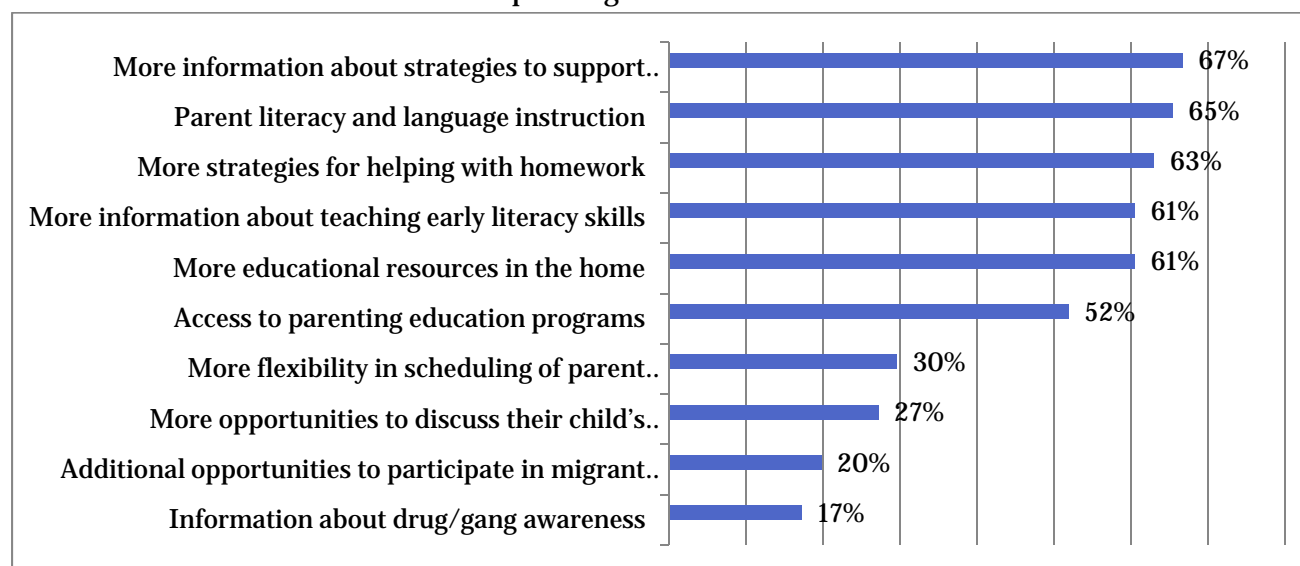 More information about strategies to support.. 67%
Parent literacy and language instruction 65%
More strategies for helping with homework 63%
More information about teaching early literacy skills 61%
More educational resources in the home 61%
Access to parenting education programs 52%
More flexibility in scheduling of parent.. 30%
More opportunities to discuss their child's.. 27%
Additional opportunities to participate in migrant.. 20%
Information about drug/gang awareness 17%